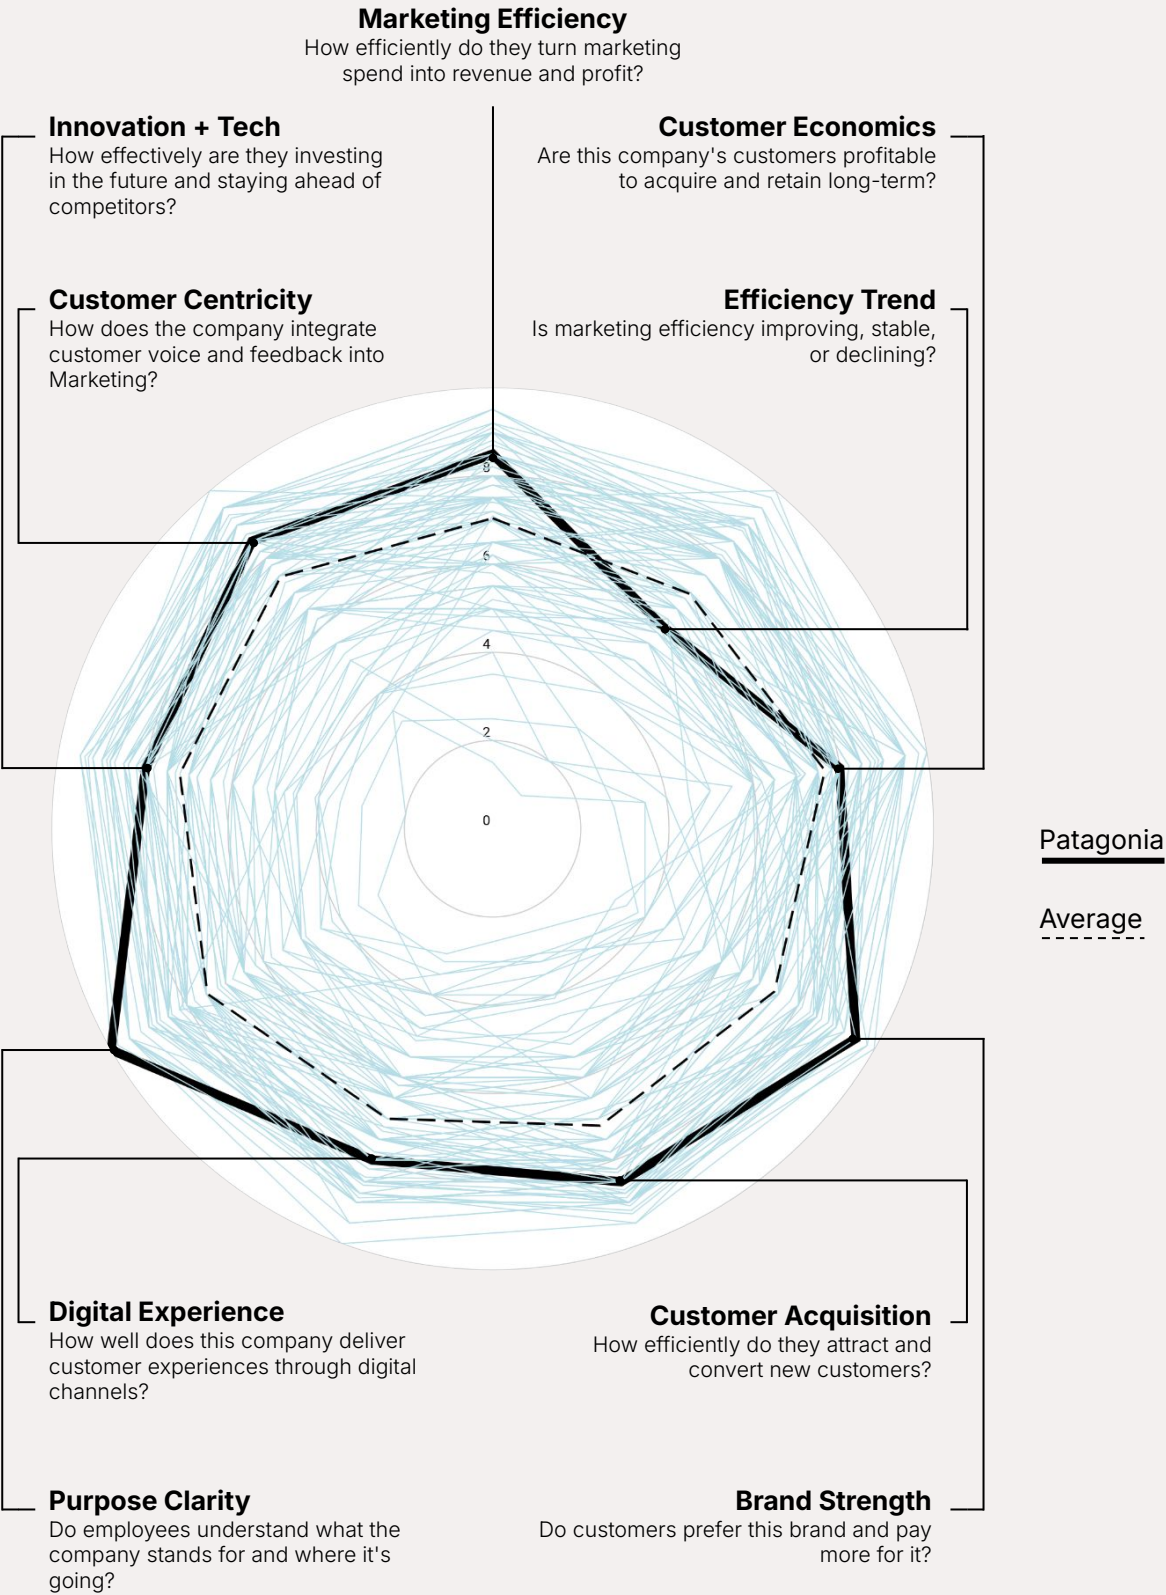 Marketing Efficiency
How efficiently do they turn marketing
spend into revenue and profit?
Innovation + Tech
How effectively are they investing
in the future and staying ahead of
competitors?
Customer Economics
Are this company's customers profitable
to acquire and retain long-term?
Customer Centricity
How does the company integrate
customer voice and feedback into
Marketing?
Efficiency Trend
Is marketing efficiency improving, stable,
or declining?
8
6
4
2
0
Patagonia
Average
Digital Experience
How well does this company deliver
customer experiences through digital
channels?
Customer Acquisition
How efficiently do they attract and
convert new customers?
Purpose Clarity
Do employees understand what the
company stands for and where it's
going?
Brand Strength
Do customers prefer this brand and pay
more for it?